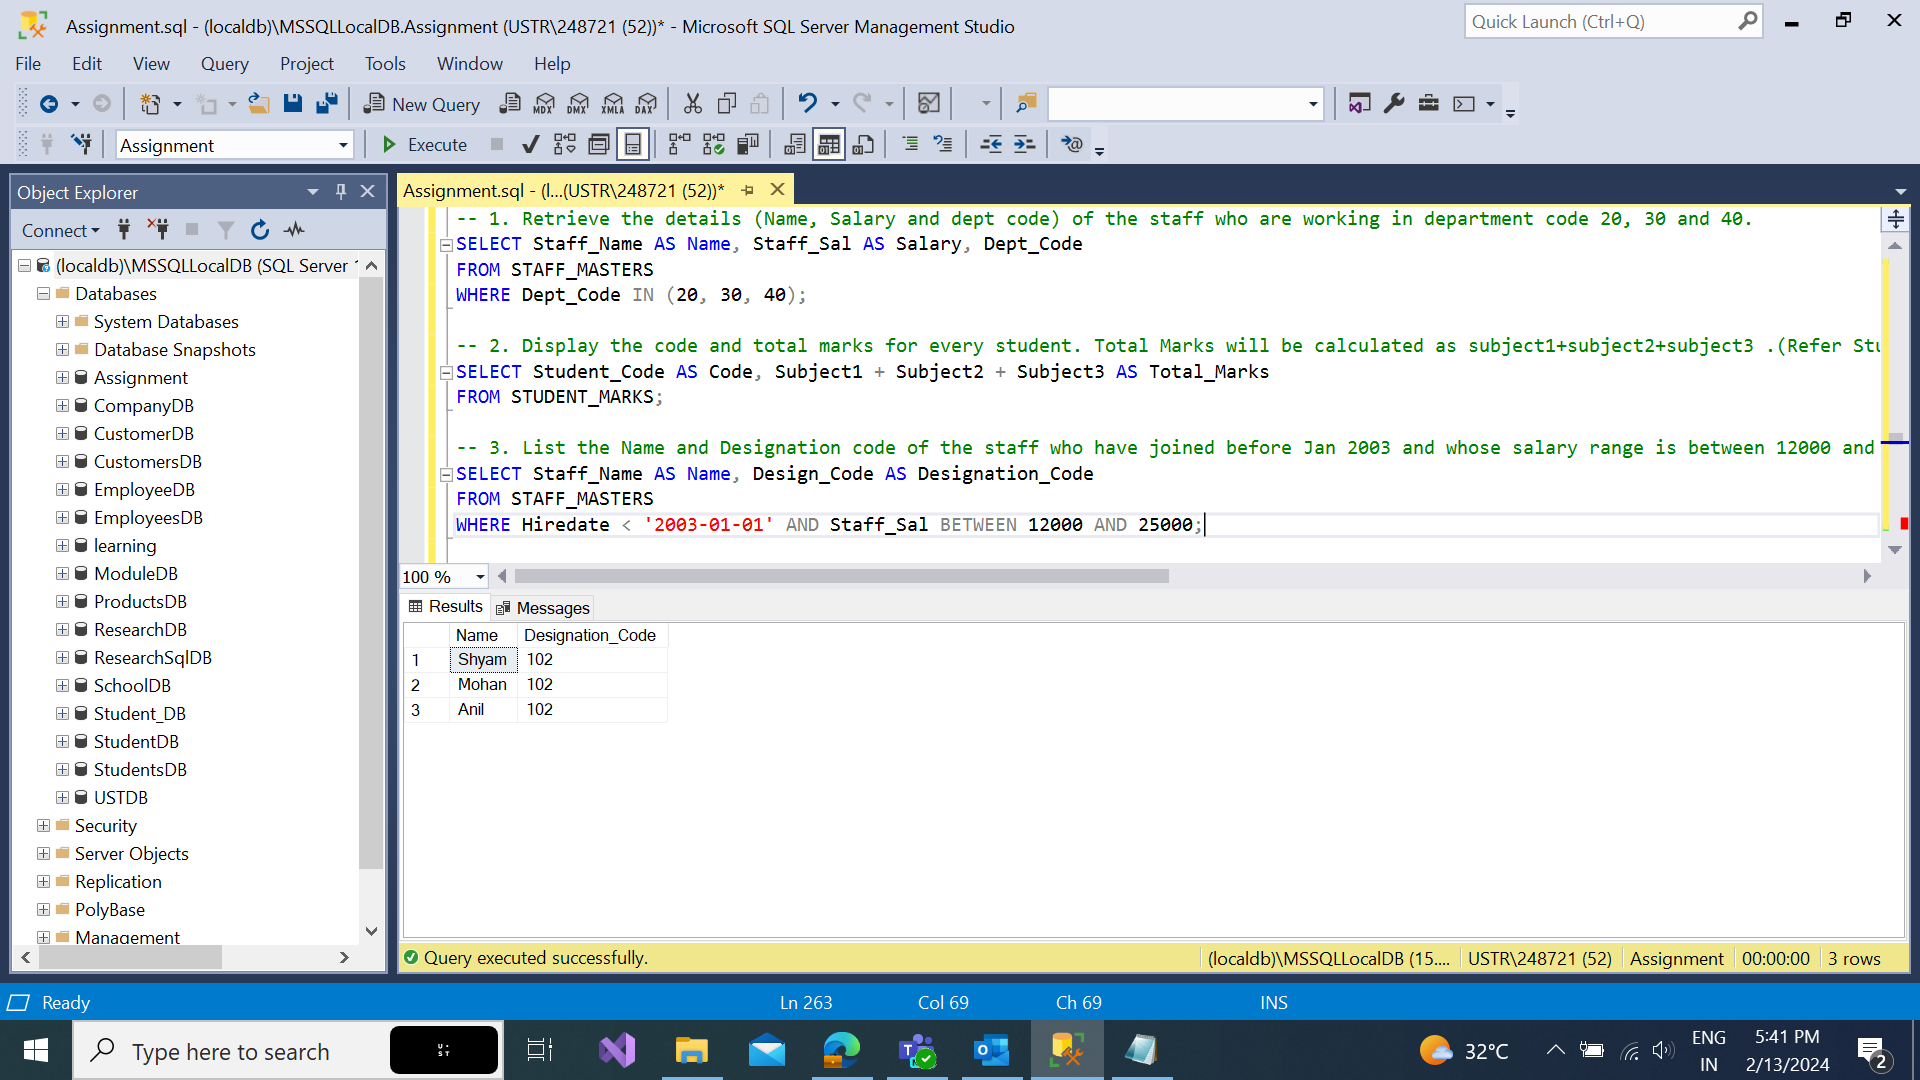 Assignment.sql - (localdb)\MSSQLLocalDB.Assignment (USTR\248721 (52))* - Microsoft SQL Server Management Studio
Quick Launch (Ctrl+Q)
File Edit View Query Project Tools Window Help
New Query MDX DMX XMLA DAX
Assignment Execute
Object Explorer
Assignment.sql - (l...(USTR\248721 (52))*
Connect
(localdb)\MSSQLLocalDB (SQL Server 1
Databases
System Databases
Database Snapshots
Assignment
CompanyDB
CustomerDB
CustomersDB
EmployeeDB
EmployeesDB
learning
ModuleDB
ProductsDB
ResearchDB
ResearchSqlDB
SchoolDB
Student_DB
StudentDB
StudentsDB
USTDB
Security
Server Objects
Replication
PolyBase
Management
-- 1. Retrieve the details (Name, Salary and dept code) of the staff who are working in department code 20, 30 and 40.
SELECT Staff_Name AS Name, Staff_Sal AS Salary, Dept_Code
FROM STAFF_MASTERS
WHERE Dept_Code IN (20, 30, 40);
-- 2. Display the code and total marks for every student. Total Marks will be calculated as subject1+subject2+subject3 .(Refer Stu
SELECT Student_Code AS Code, Subject1 + Subject2 + Subject3 AS Total_Marks
FROM STUDENT_MARKS;
-- 3. List the Name and Designation code of the staff who have joined before Jan 2003 and whose salary range is between 12000 and
SELECT Staff_Name AS Name, Design_Code AS Designation_Code
FROM STAFF_MASTERS
WHERE Hiredate < '2003-01-01' AND Staff_Sal BETWEEN 12000 AND 25000;
100 %
Results Messages
Name Designation_Code
1 Shyam 102
2 Mohan 102
3 Anil 102
Query executed successfully.
(localdb)\MSSQLLocalDB (15.... USTR\248721 (52) Assignment 00:00:00 3 rows
Ready Ln 263 Col 69 Ch 69 INS
Type here to search
32°C
ENG
IN
5:41 PM
2/13/2024
2